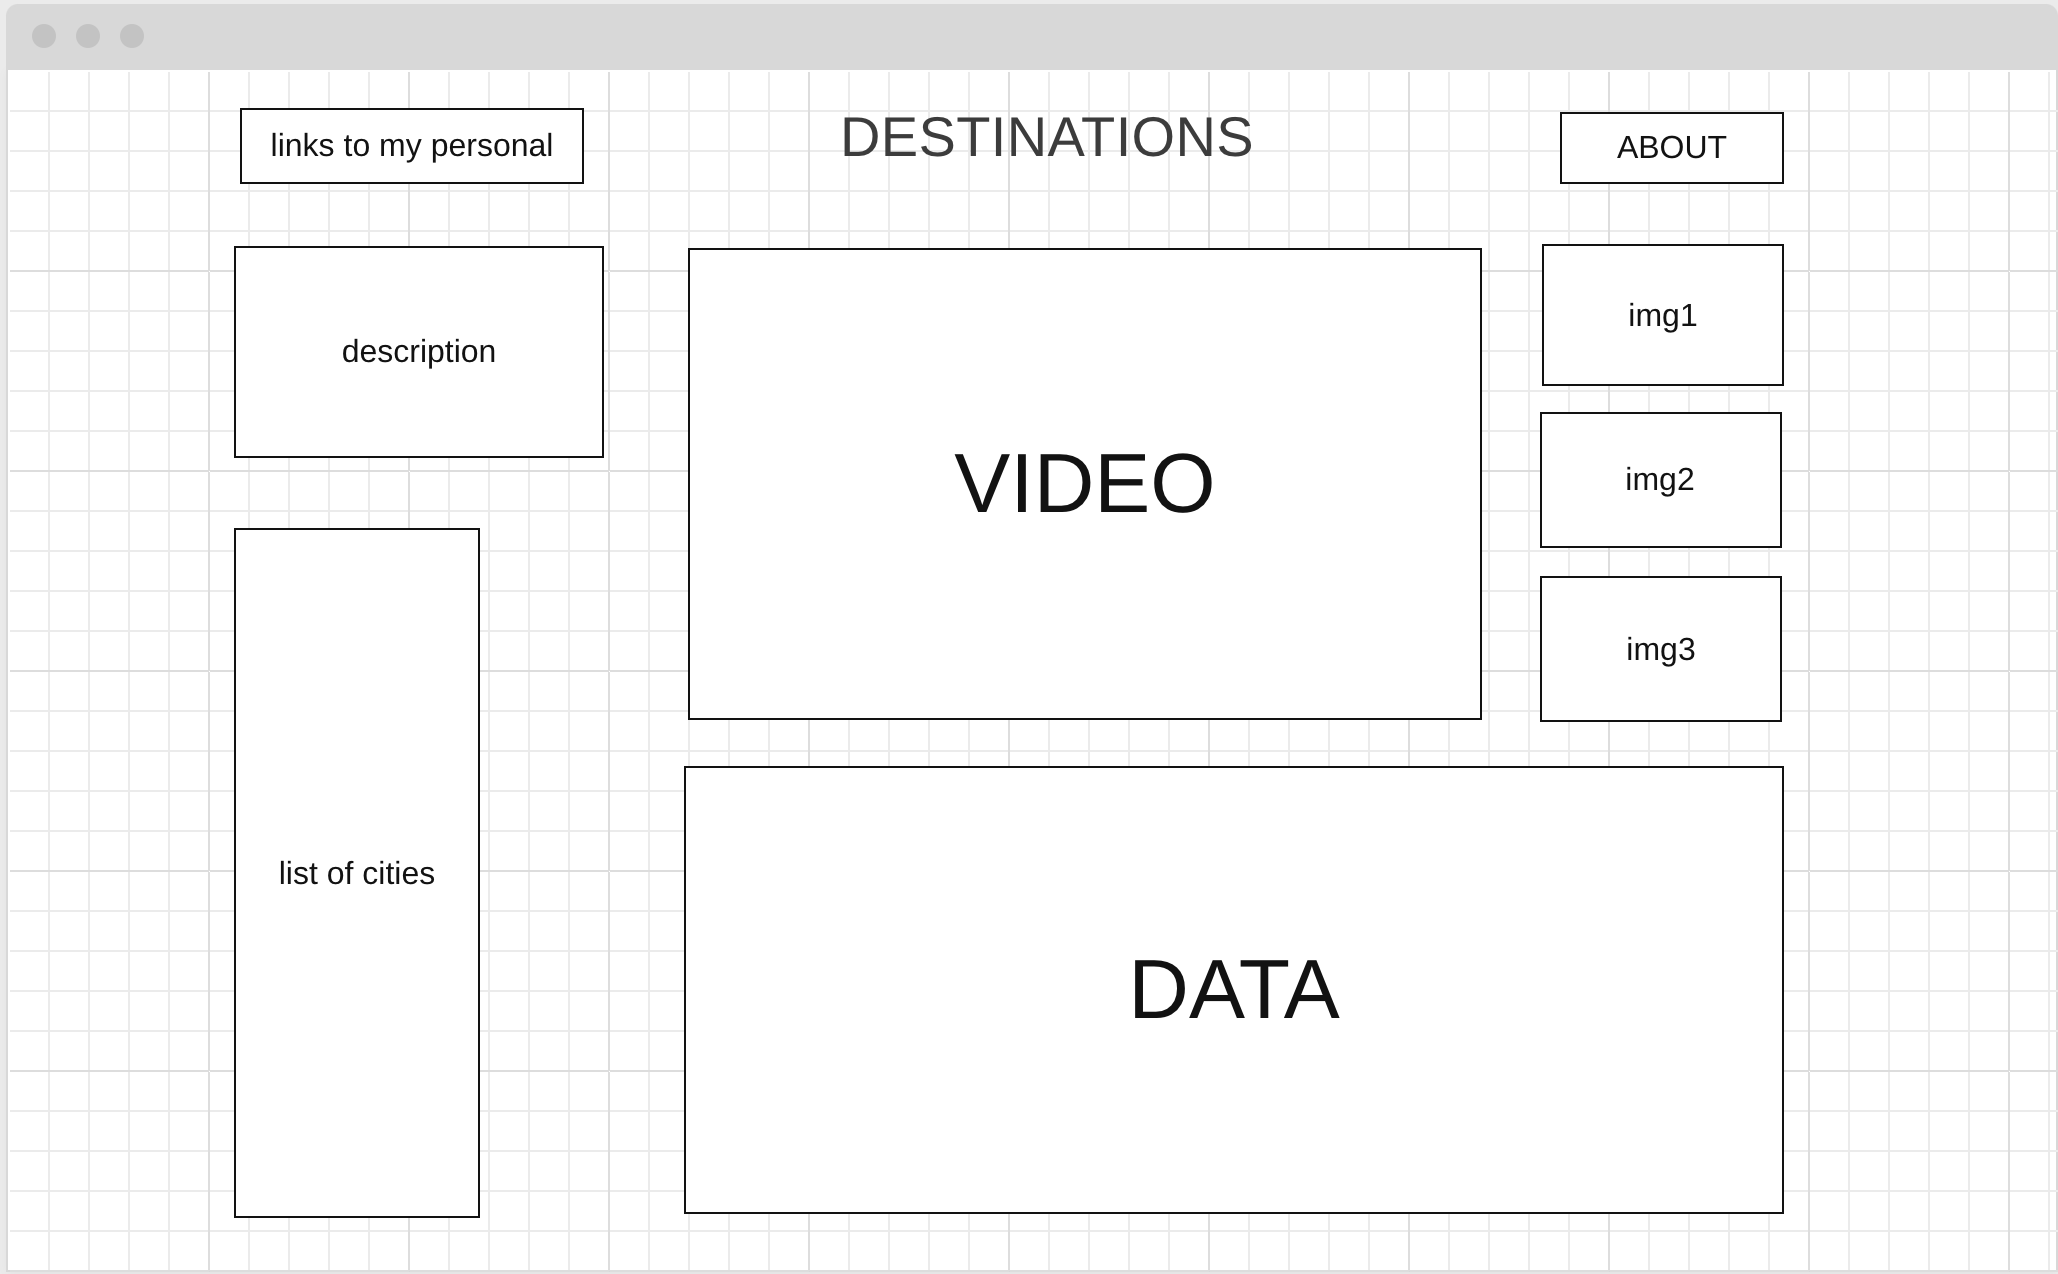 links to my personal
DESTINATIONS
ABOUT
description
VIDEO
img1
img2
img3
list of cities
DATA